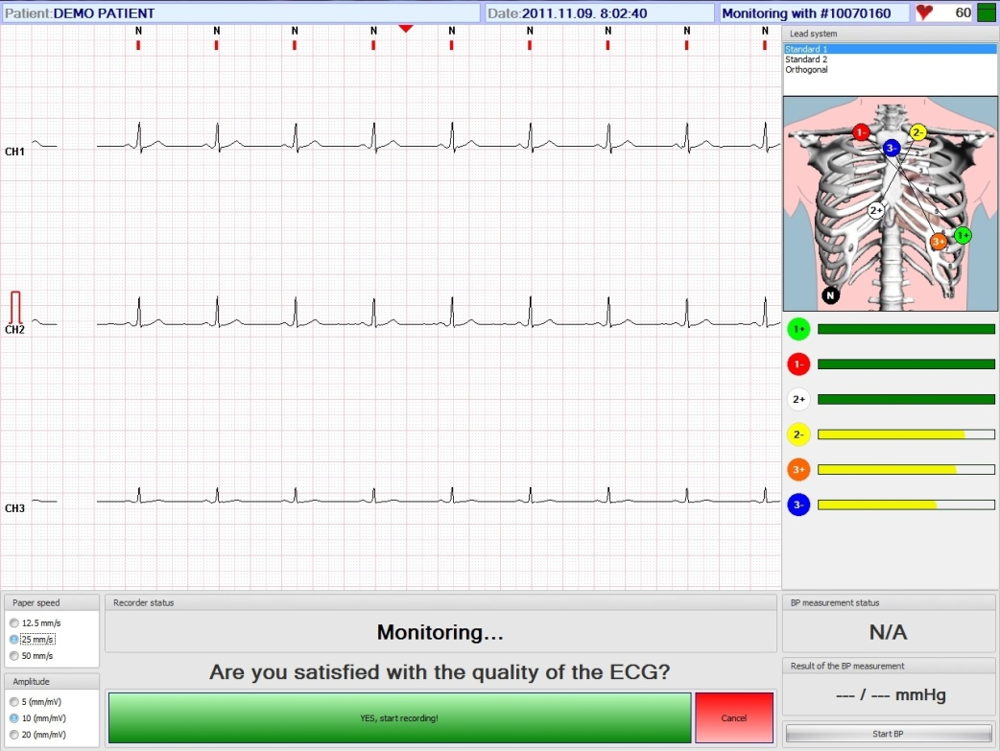 Patient:DEMO PATIENT
Date:2011.11.09. 8:02:40
Monitoring with #10070160
60
N N N N N N N N N
CH1
CH2
CH3
Lead system
Standard 1
Standard 2
Orthogonal
1-
2-
3-
2+
3+
1+
N
1+
1-
2+
2-
3+
3-
Paper speed
12.5 mm/s
25 mm/s
50 mm/s
Amplitude
5 (mm/mV)
10 (mm/mV)
20 (mm/mV)
Recorder status
Monitoring...
Are you satisfied with the quality of the ECG?
YES, start recording!
Cancel
BP measurement status
N/A
Result of the BP measurement
--- / --- mmHg
Start BP